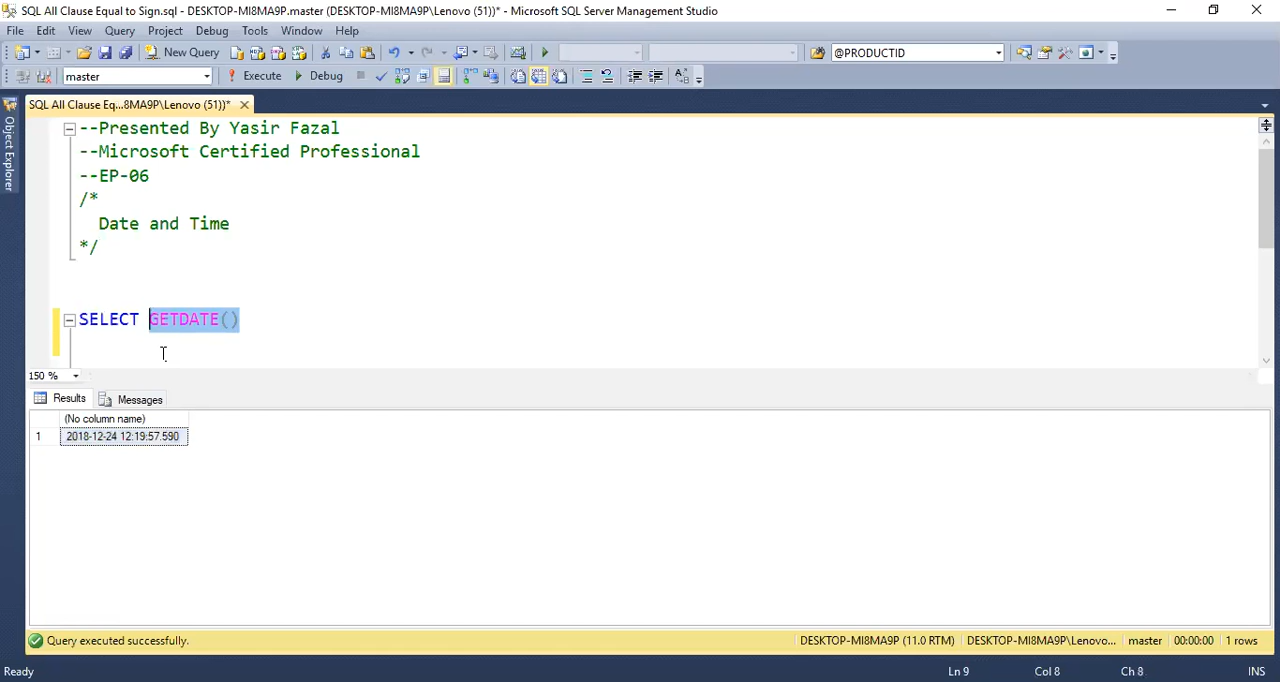 SQL All Clause Equal to Sign.sql - DESKTOP-MI8MA9P.master (DESKTOP-MI8MA9P\Lenovo (51))* - Microsoft SQL Server Management Studio
File Edit View Query Project Debug Tools Window Help
New Query @PRODUCTID
master Execute Debug
SQL All Clause Eq...8MA9P\Lenovo (51))*
Object Explorer
--Presented By Yasir Fazal
--Microsoft Certified Professional
--EP-06
/*
Date and Time
*/
SELECT GETDATE()
150 %
Results Messages
(No column name)
1 2018-12-24 12:19:57.590
Query executed successfully. DESKTOP-MI8MA9P (11.0 RTM) DESKTOP-MI8MA9P\Lenovo... master 00:00:00 1 rows
Ready Ln 9 Col 8 Ch 8 INS